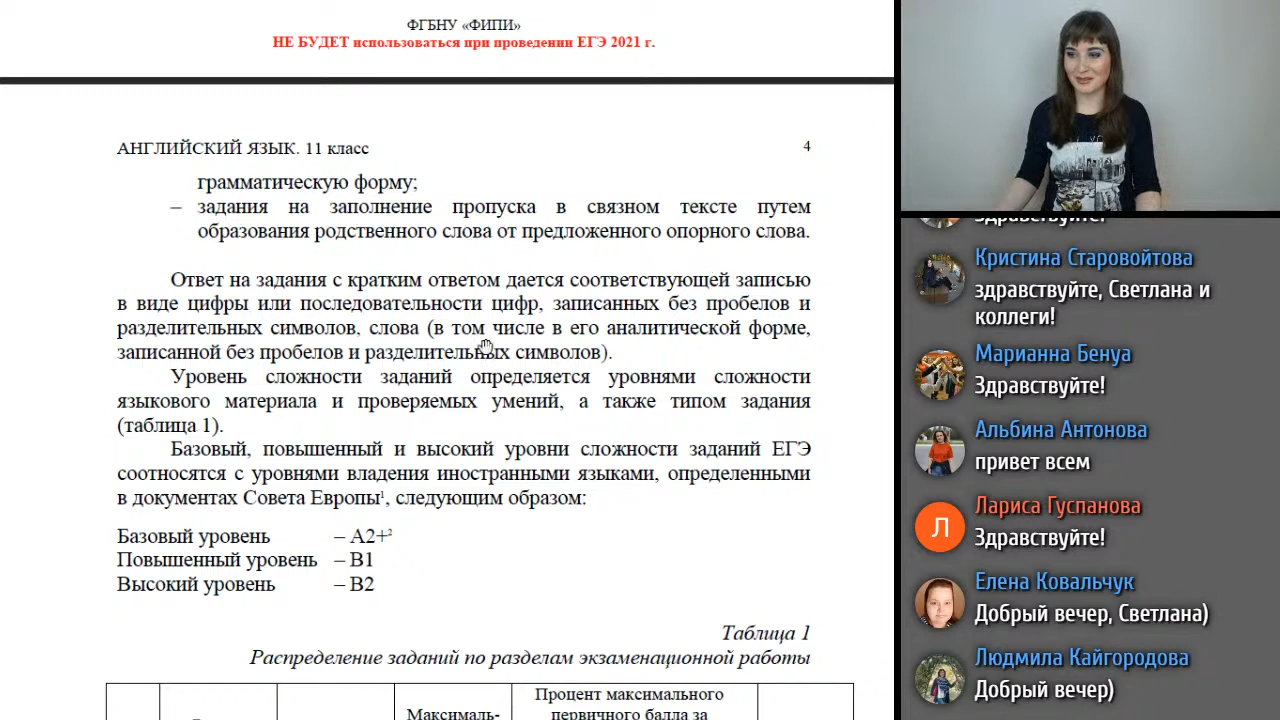 ФГБНУ «ФИПИ»
НЕ БУДЕТ использоваться при проведении ЕГЭ 2021 г.
АНГЛИЙСКИЙ ЯЗЫК. 11 класс
4
грамматическую форму;
– задания на заполнение пропуска в связном тексте путем
образования родственного слова от предложенного опорного слова.
Ответ на задания с кратким ответом дается соответствующей записью
в виде цифры или последовательности цифр, записанных без пробелов и
разделительных символов, слова (в том числе в его аналитической форме,
записанной без пробелов и разделительных символов).
Уровень сложности заданий определяется уровнями сложности
языкового материала и проверяемых умений, а также типом задания
(таблица 1).
Базовый, повышенный и высокий уровни сложности заданий ЕГЭ
соотносятся с уровнями владения иностранными языками, определенными
в документах Совета Европы¹, следующим образом:
Базовый уровень – А2+²
Повышенный уровень – В1
Высокий уровень – В2
Таблица 1
Распределение заданий по разделам экзаменационной работы
Процент максимального
Максималь- первичного балла за
Здравствуйте!
Кристина Старовойтова
здравствуйте, Светлана и
коллеги!
Марианна Бенуа
Здравствуйте!
Альбина Антонова
привет всем
Л
Лариса Гуспанова
Здравствуйте!
Елена Ковальчук
Добрый вечер, Светлана)
Людмила Кайгородова
Добрый вечер)